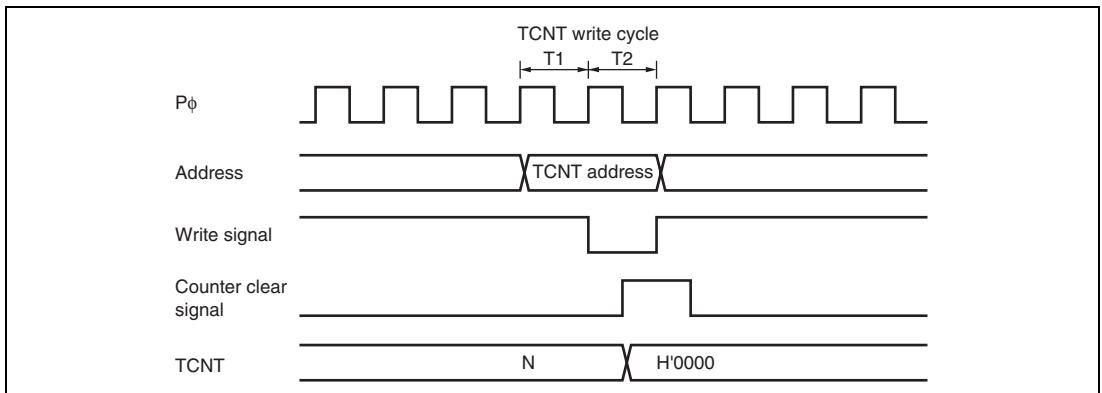 TCNT write cycle
T1 T2
Pϕ
Address
TCNT address
Write signal
Counter clear
signal
TCNT
N
H'0000